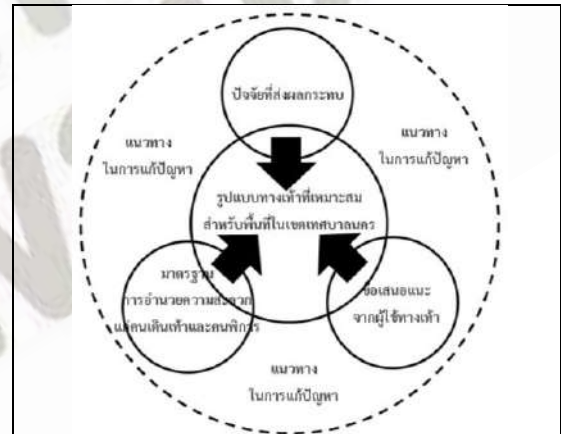 ปัจจัยที่ส่งผลกระทบ
แนวทาง
ในการแก้ปัญหา
แนวทาง
ในการแก้ปัญหา
รูปแบบทางเท้าที่เหมาะสม
สำหรับพื้นที่ในเขตเทศบาลนคร
มาตรฐาน
การอำนวยความสะดวก
แก่คนเดินเท้าและคนพิการ
ข้อเสนอแนะ
จากผู้ใช้ทางเท้า
แนวทาง
ในการแก้ปัญหา